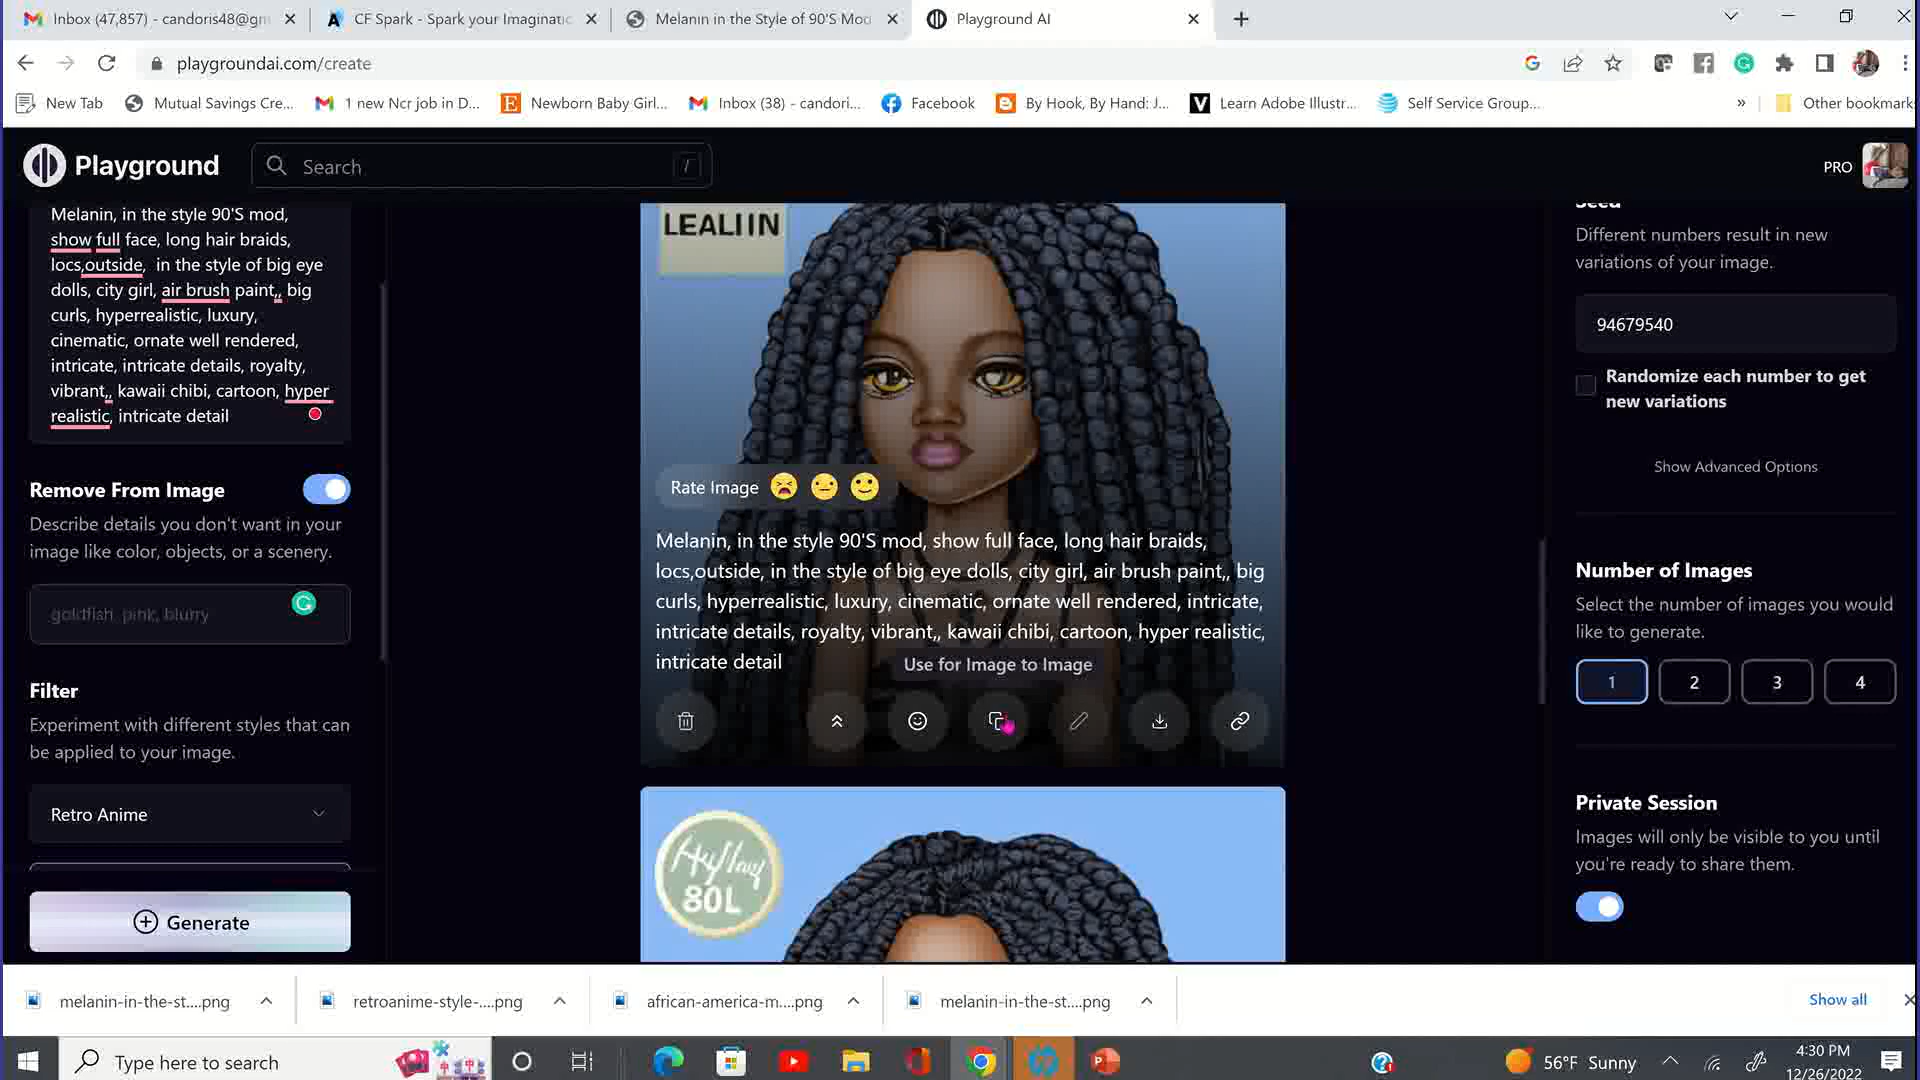 Inbox (47,857) - candoris48@gm
CF Spark - Spark your Imaginatic
Melanin in the Style of 90'S Mod
Playground AI
playgroundai.com/create
New Tab
Mutual Savings Cre...
1 new Ncr job in D...
Newborn Baby Girl...
Inbox (38) - candori...
Facebook
By Hook, By Hand: J...
Learn Adobe Illustr...
Self Service Group...
»
Other bookmark
Playground
Search
/
PRO
Melanin, in the style 90'S mod,
show full face, long hair braids,
locs,outside,  in the style of big eye
dolls, city girl, air brush paint,, big
curls, hyperrealistic, luxury,
cinematic, ornate well rendered,
intricate, intricate details, royalty,
vibrant,, kawaii chibi, cartoon, hyper
realistic, intricate detail
Remove From Image
Describe details you don't want in your
image like color, objects, or a scenery.
goldfish, pink, blurry
Filter
Experiment with different styles that can
be applied to your image.
Retro Anime
Generate
LEALIIN
Rate Image
Melanin, in the style 90'S mod, show full face, long hair braids,
locs,outside, in the style of big eye dolls, city girl, air brush paint,, big
curls, hyperrealistic, luxury, cinematic, ornate well rendered, intricate,
intricate details, royalty, vibrant,, kawaii chibi, cartoon, hyper realistic,
intricate detail
Use for Image to Image
80L
Seed
Different numbers result in new
variations of your image.
94679540
Randomize each number to get
new variations
Show Advanced Options
Number of Images
Select the number of images you would
like to generate.
1
2
3
4
Private Session
Images will only be visible to you until
you're ready to share them.
melanin-in-the-st....png
retroanime-style-....png
african-america-m....png
melanin-in-the-st....png
Show all
Type here to search
56°F Sunny
4:30 PM
12/26/2022